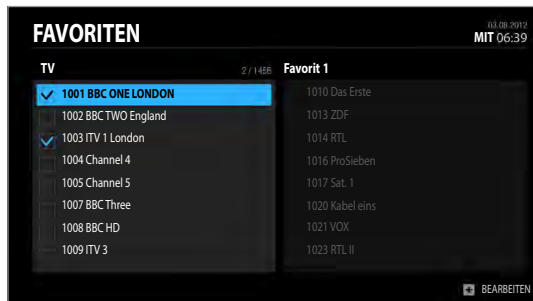 FAVORITEN
03.08.2012
MIT 06:39
TV
2 / 1466
Favorit 1
1001 BBC ONE LONDON
1002 BBC TWO England
1003 ITV 1 London
1004 Channel 4
1005 Channel 5
1007 BBC Three
1008 BBC HD
1009 ITV 3
1010 Das Erste
1013 ZDF
1014 RTL
1016 ProSieben
1017 Sat. 1
1020 Kabel eins
1021 VOX
1023 RTL II
BEARBEITEN